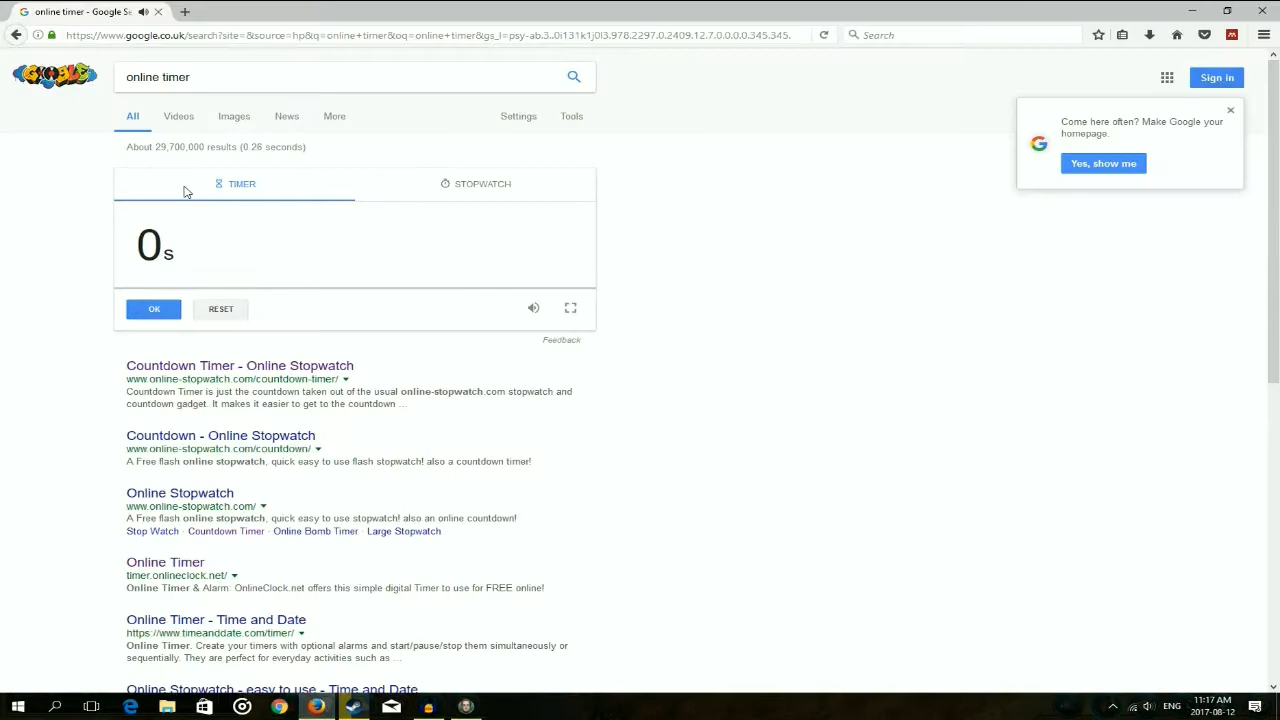 online timer - Google Se
https://www.google.co.uk/search?site=&source=hp&q=online+timer&oq=online+timer&gs_l=psy-ab.3..0i131k1j0l3.978.2297.0.2409.12.7.0.0.0.0.345.345.
Search
online timer
Sign in
All Videos Images News More Settings Tools
Come here often? Make Google your
homepage.
Yes, show me
About 29,700,000 results (0.26 seconds)
TIMER STOPWATCH
0s
OK RESET
Feedback
Countdown Timer - Online Stopwatch
www.online-stopwatch.com/countdown-timer/
Countdown Timer is just the countdown taken out of the usual online-stopwatch.com stopwatch and
countdown gadget. It makes it easier to get to the countdown ...
Countdown - Online Stopwatch
www.online-stopwatch.com/countdown/
A Free flash online stopwatch, quick easy to use flash stopwatch! also a countdown timer!
Online Stopwatch
www.online-stopwatch.com/
A Free flash online stopwatch, quick easy to use stopwatch! also an online countdown!
Stop Watch · Countdown Timer · Online Bomb Timer · Large Stopwatch
Online Timer
timer.onlineclock.net/
Online Timer & Alarm: OnlineClock.net offers this simple digital Timer to use for FREE online!
Online Timer - Time and Date
https://www.timeanddate.com/timer/
Online Timer. Create your timers with optional alarms and start/pause/stop them simultaneously or
sequentially. They are perfect for everyday activities such as ...
Online Stopwatch - easy to use - Time and Date
ENG
11:17 AM
2017-08-12